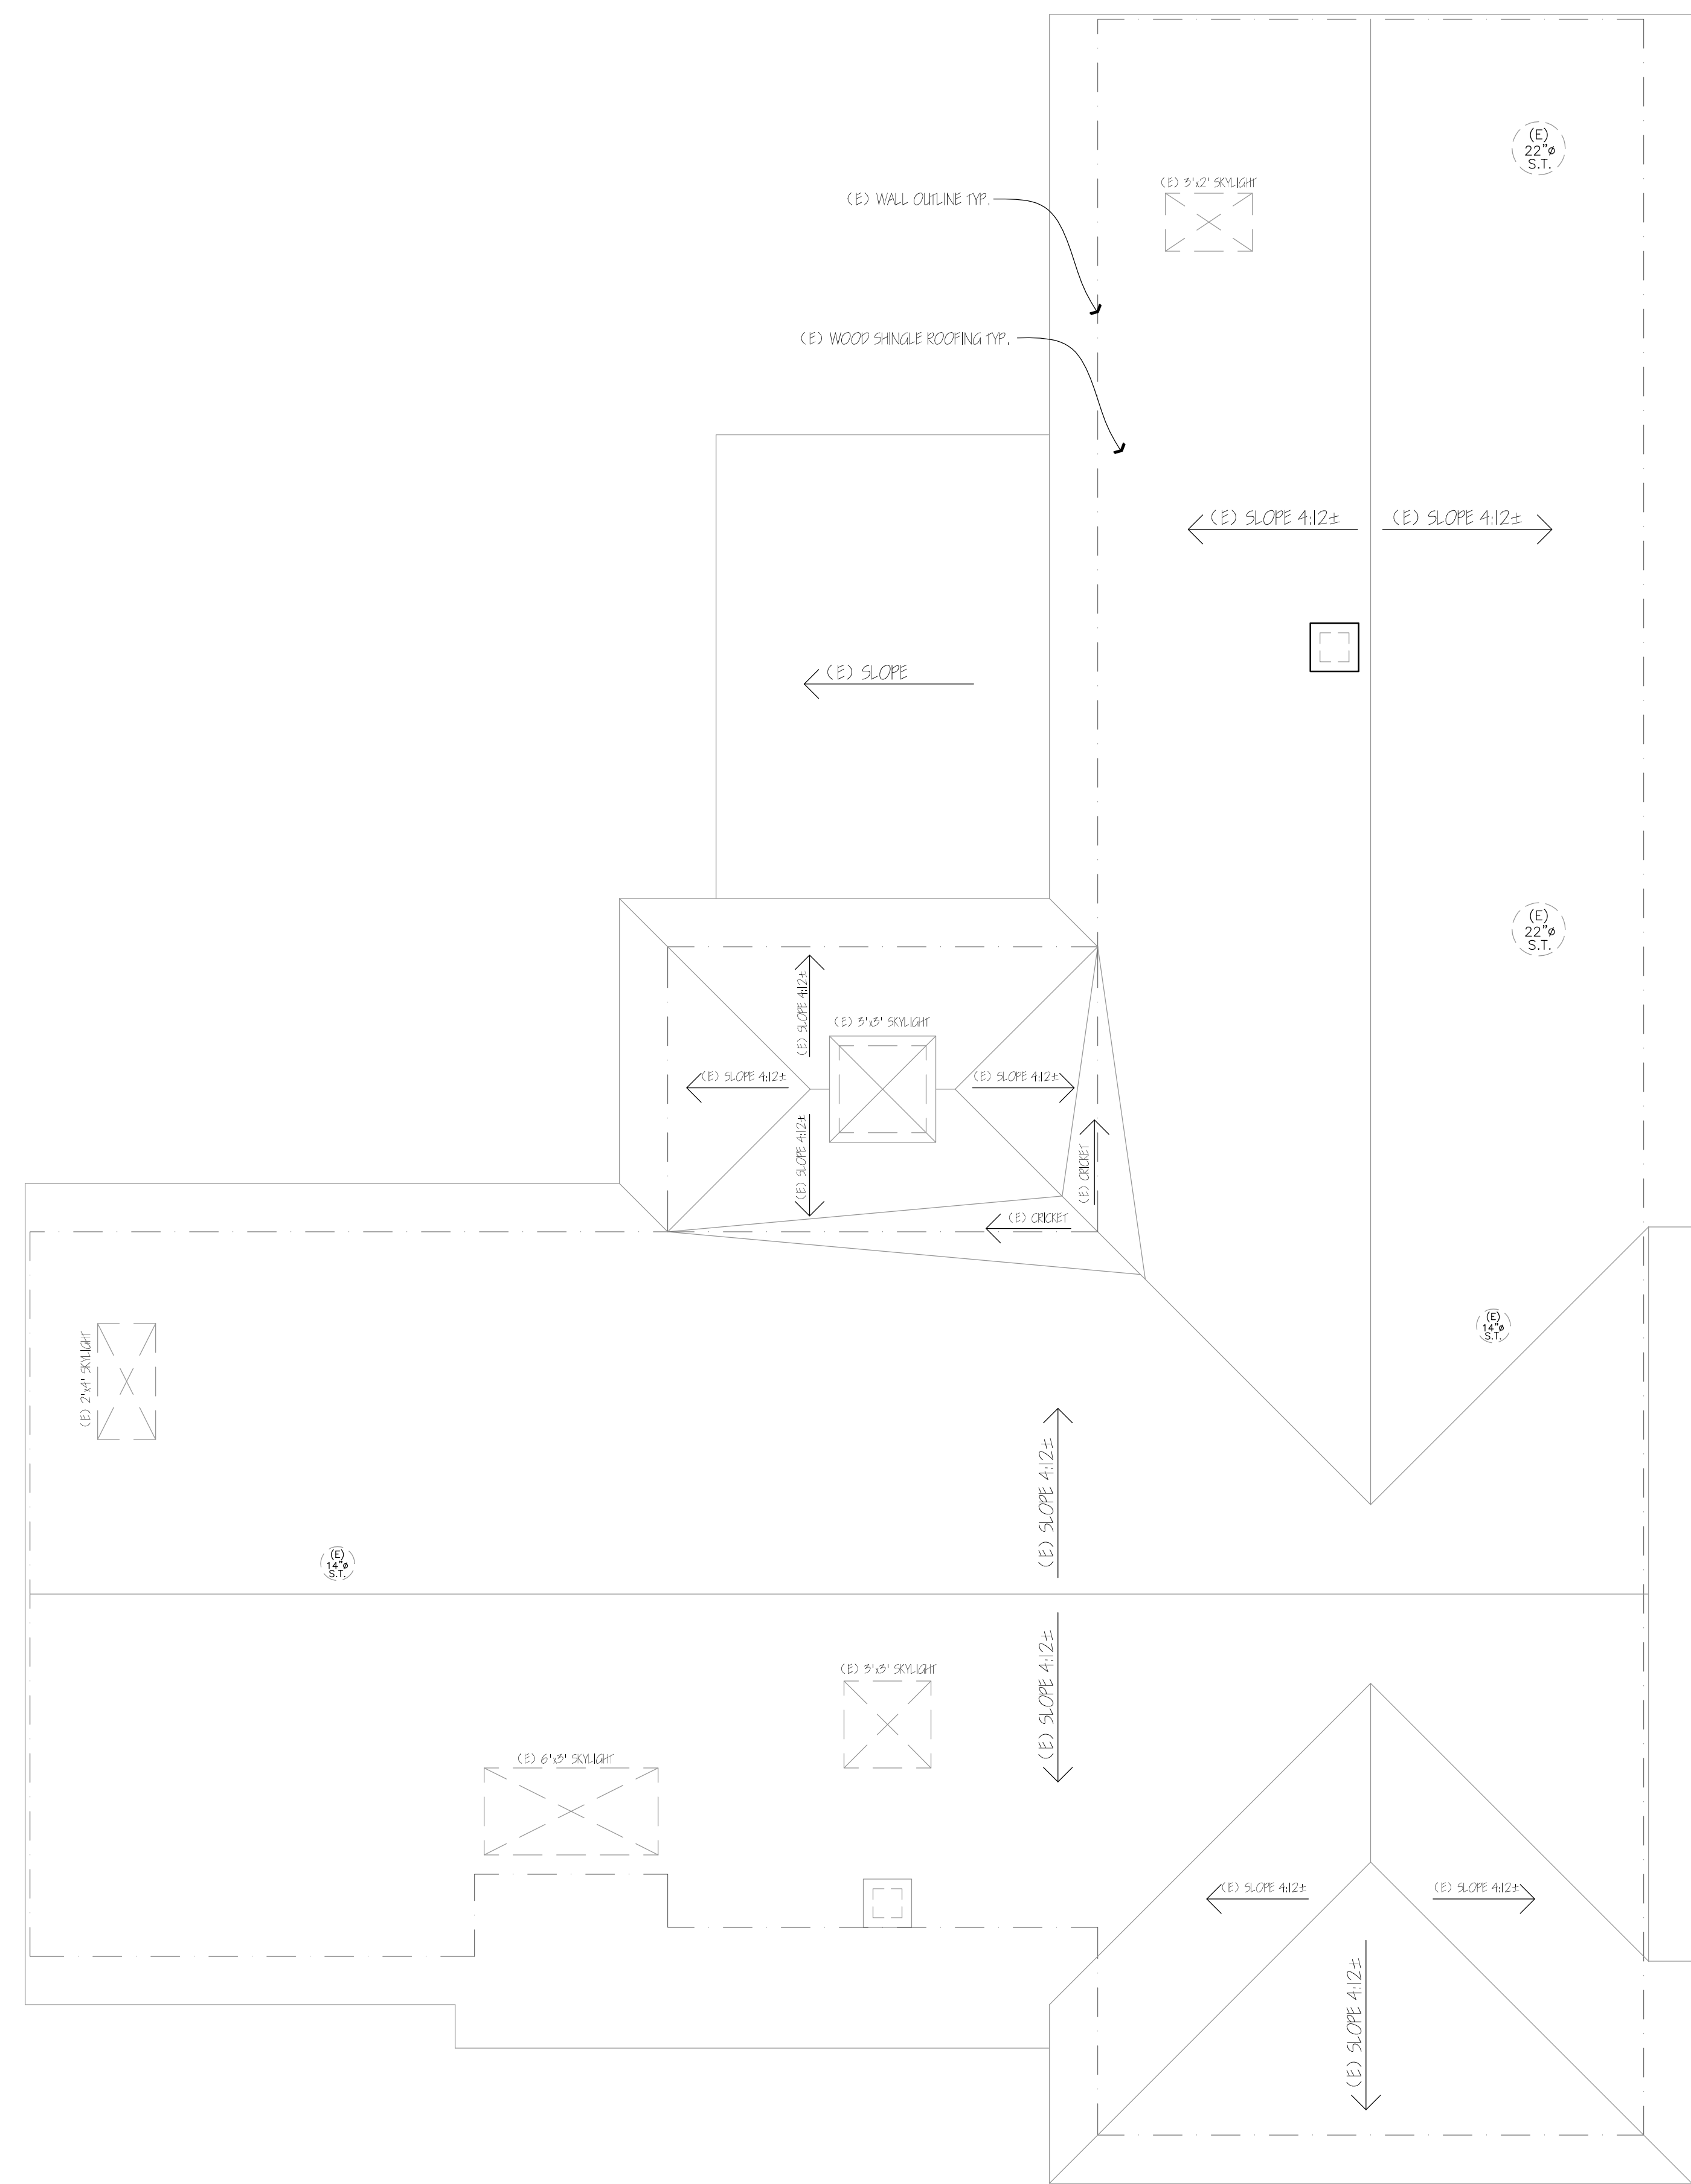 (E)
22"ø
S.T.
(E) 3'x2' SKYLIGHT
(E) WALL OUTLINE TYP.
(E) WOOD SHINGLE ROOFING TYP.
(E) SLOPE 4:12±
(E) SLOPE 4:12±
(E) SLOPE
(E)
22"ø
S.T.
(E) SLOPE 4:12±
(E) 3'x3' SKYLIGHT
(E) SLOPE 4:12±
(E) SLOPE 4:12±
(E) SLOPE 4:12±
(E) CRICKET
(E) CRICKET
(E)
14"ø
S.T.
(E) 2'x4' SKYLIGHT
(E) SLOPE 4:12±
(E)
14"ø
S.T.
(E) SLOPE 4:12±
(E) 3'x3' SKYLIGHT
(E) 6'x3' SKYLIGHT
(E) SLOPE 4:12±
(E) SLOPE 4:12±
(E) SLOPE 4:12±